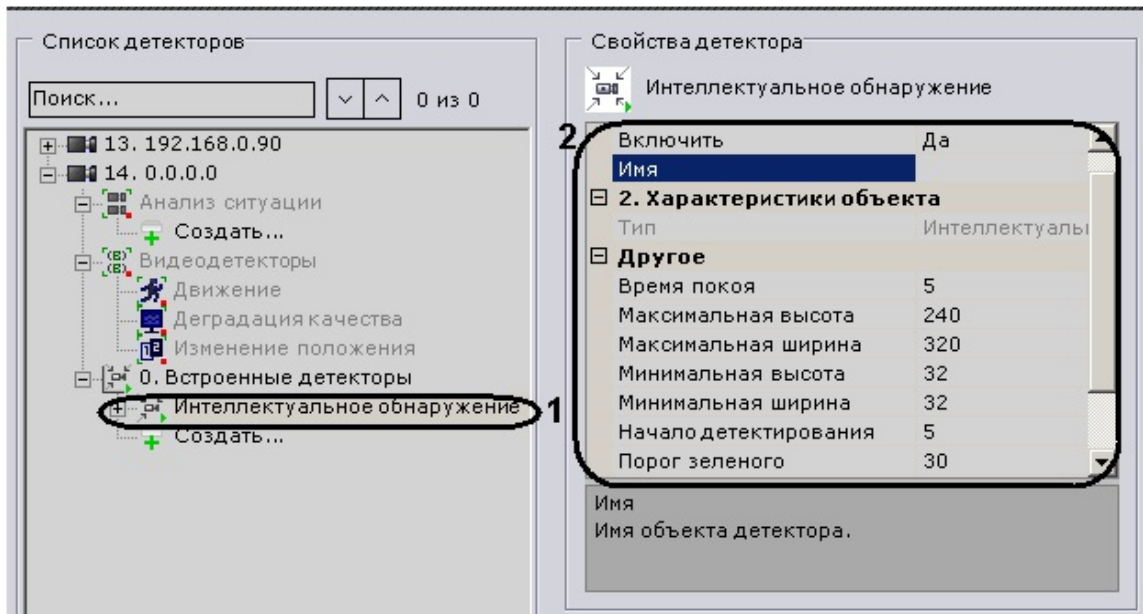 Список детекторов
Поиск...
0 из 0
13. 192.168.0.90
14. 0.0.0.0
Анализ ситуации
Создать...
Видеодетекторы
Движение
Деградация качества
Изменение положения
0. Встроенные детекторы
Интеллектуальное обнаружение
1
Создать...
Свойства детектора
Интеллектуальное обнаружение
2
Включить Да
Имя
2. Характеристики объекта
Тип Интеллектуаль
Другое
Время покоя 5
Максимальная высота 240
Максимальная ширина 320
Минимальная высота 32
Минимальная ширина 32
Начало детектирования 5
Порог зеленого 30
Имя
Имя объекта детектора.